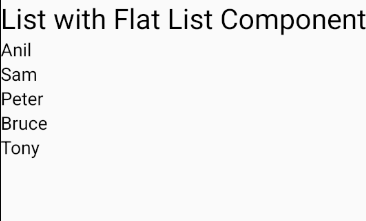 List with Flat List Component
Anil
Sam
Peter
Bruce
Tony